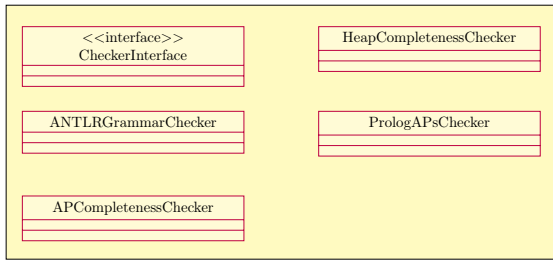 <<interface>>
CheckerInterface
HeapCompletenessChecker
ANTLRGrammarChecker
PrologAPsChecker
APCompletenessChecker